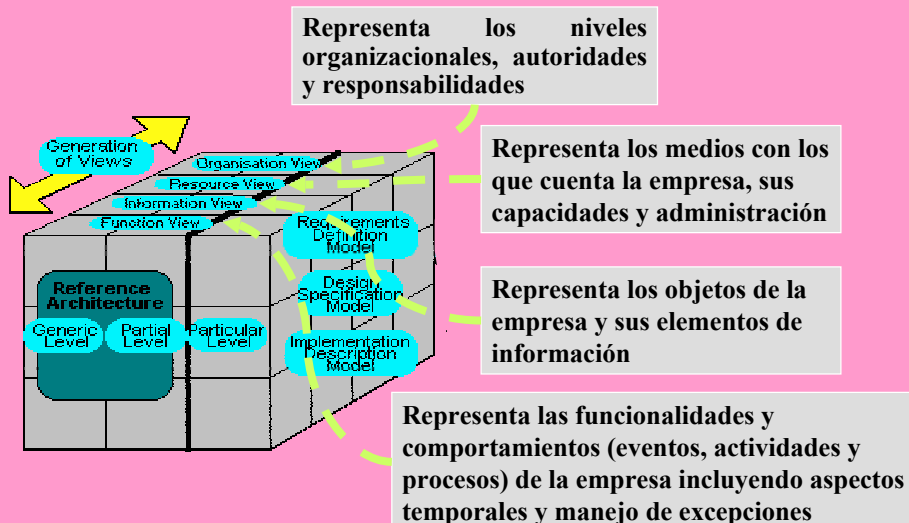 Representa los niveles
organizacionales, autoridades
y responsabilidades
Generation
of Views
Organisation View
Resource View
Information View
Function View
Representa los medios con los
que cuenta la empresa, sus
capacidades y administración
Requirements
Definition
Model
Reference
Architecture
Design
Specification
Model
Representa los objetos de la
empresa y sus elementos de
información
Generic
Level
Partial
Level
Particular
Level
Implementation
Description
Model
Representa las funcionalidades y
comportamientos (eventos, actividades y
procesos) de la empresa incluyendo aspectos
temporales y manejo de excepciones